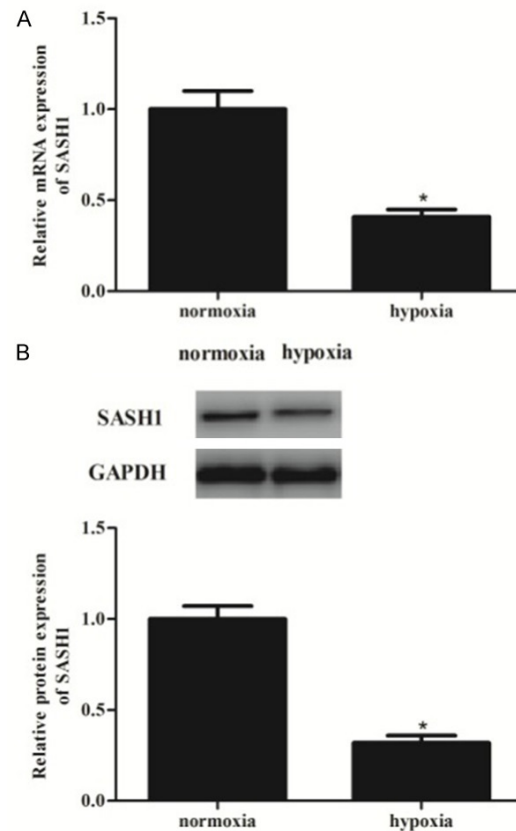 A
Relative mRNA expression
of SASH1
1.5
1.0
0.5
0.0
*
normoxia hypoxia
B
normoxia hypoxia
SASH1
GAPDH
Relative protein expression
of SASH1
1.5
1.0
0.5
0.0
*
normoxia hypoxia